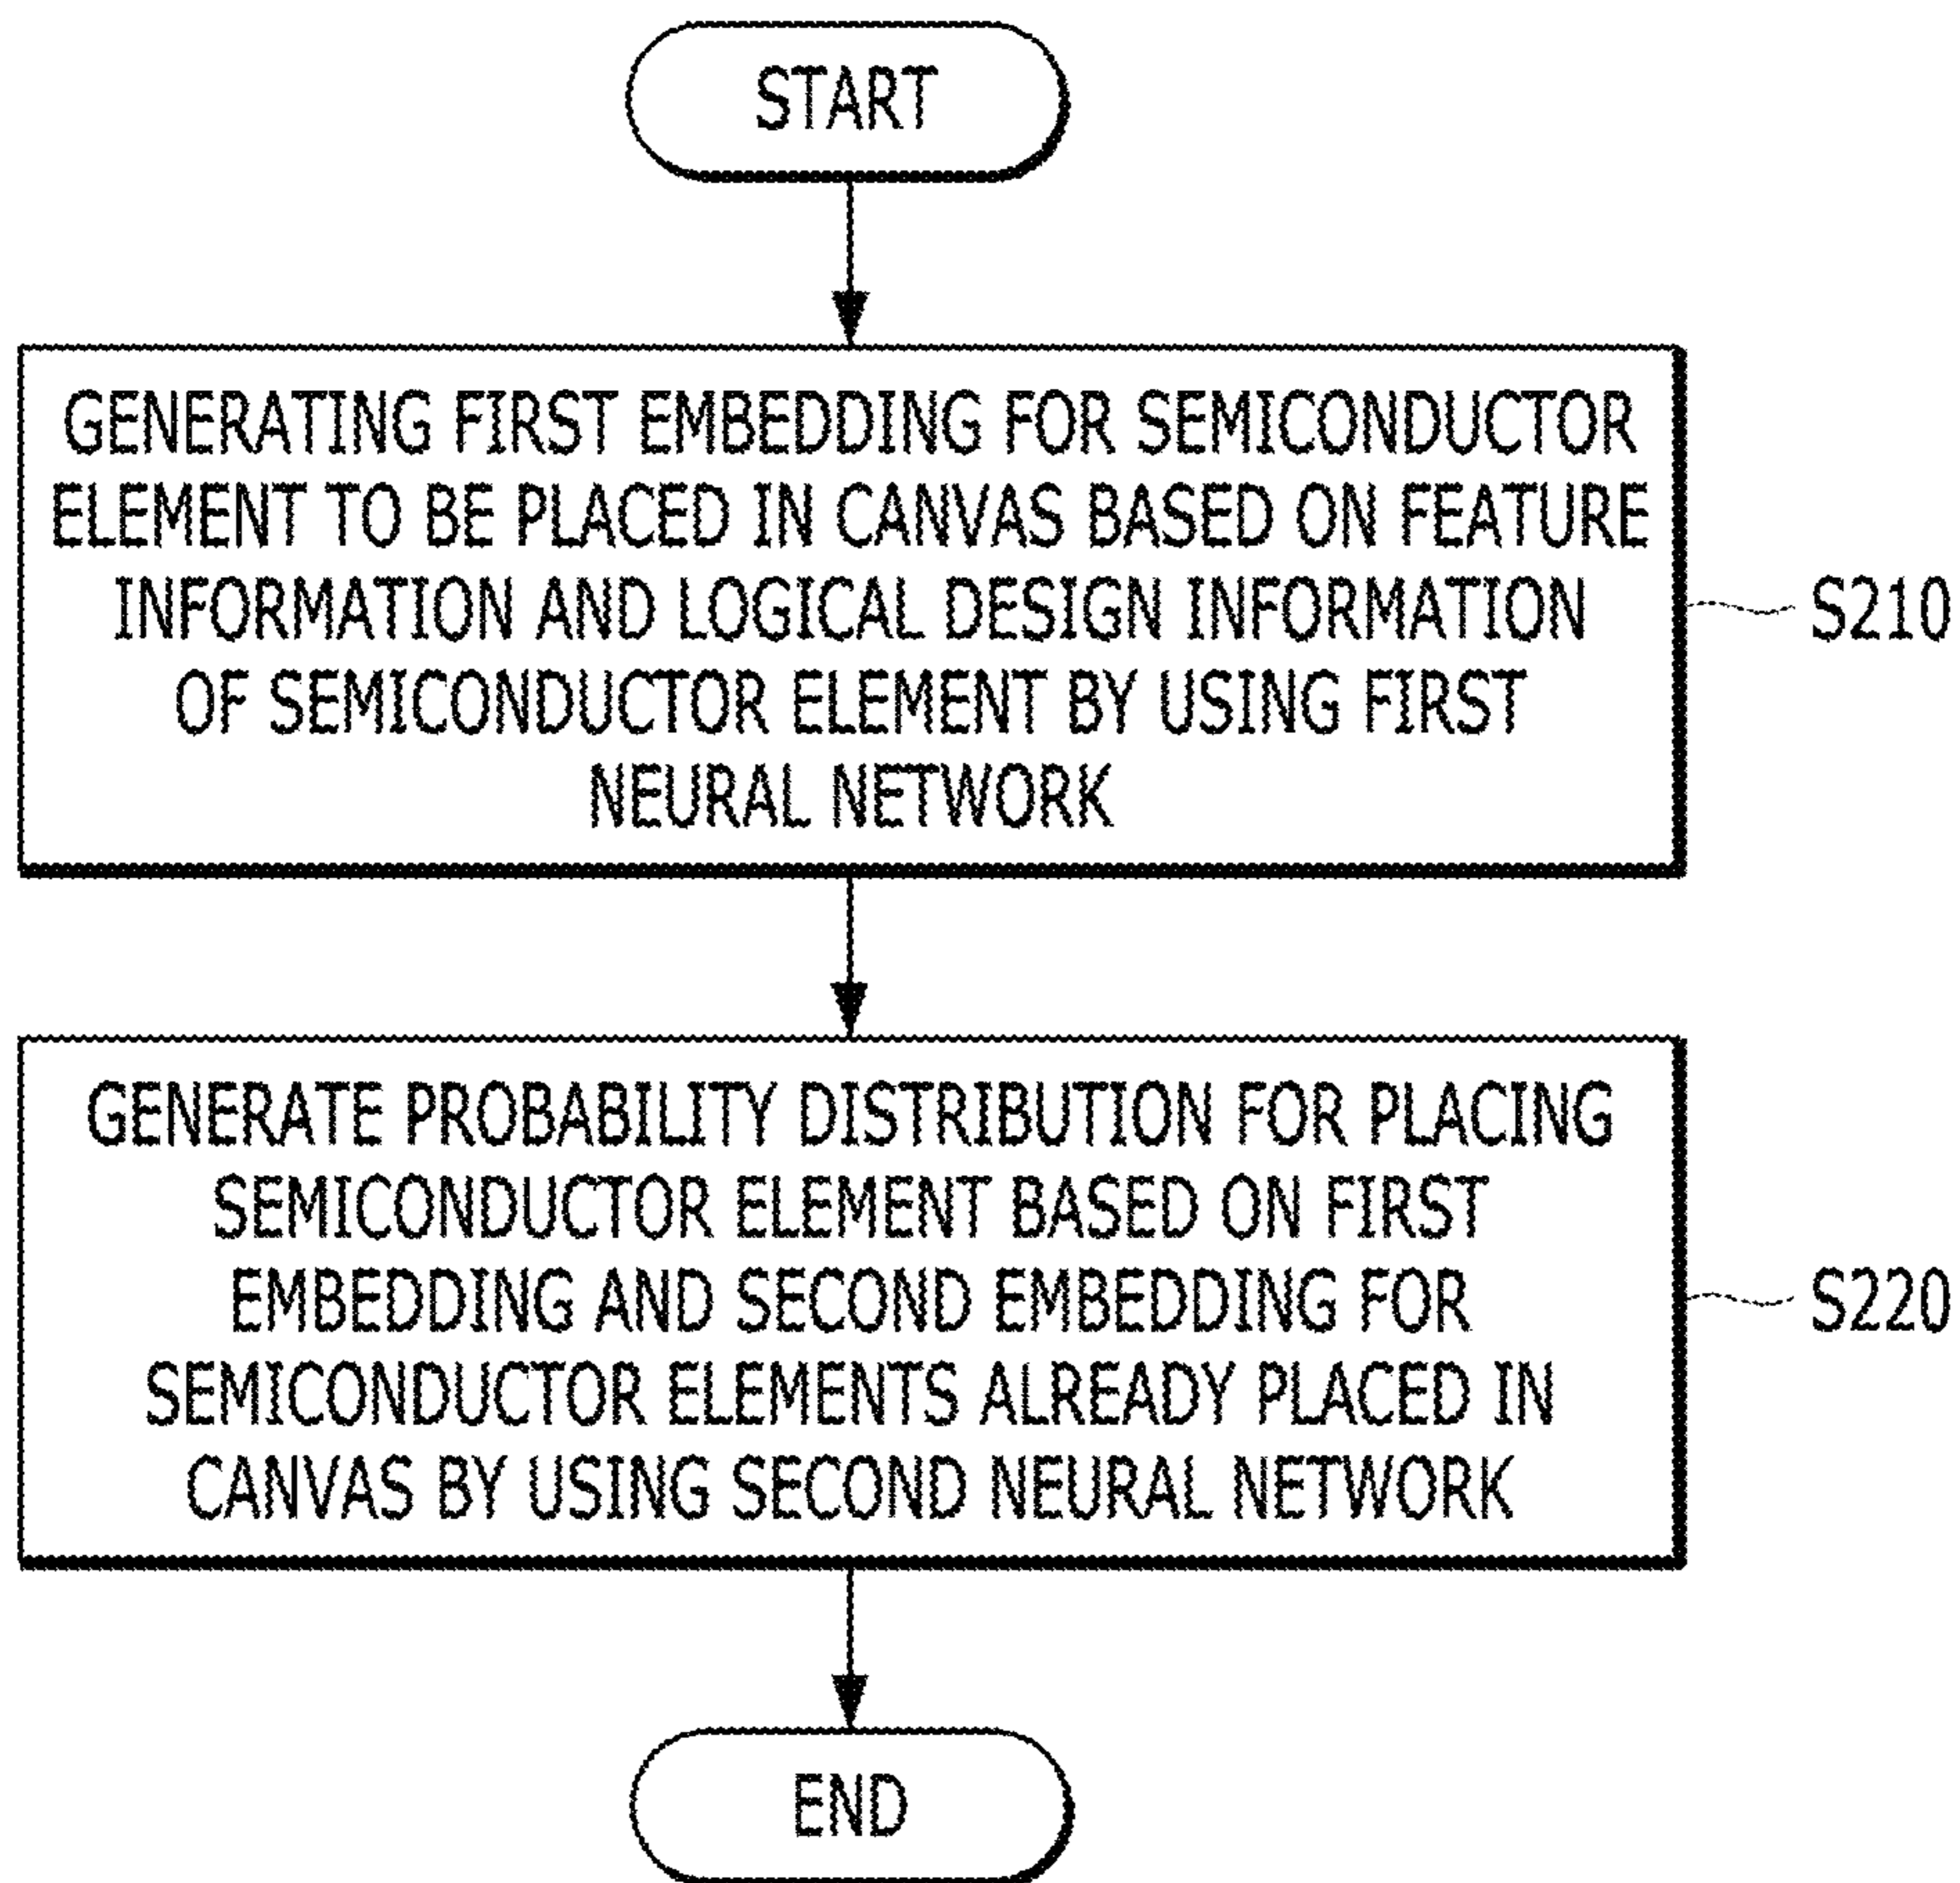 START
GENERATING FIRST EMBEDDING FOR SEMICONDUCTOR
ELEMENT TO BE PLACED IN CANVAS BASED ON FEATURE
INFORMATION AND LOGICAL DESIGN INFORMATION
OF SEMICONDUCTOR ELEMENT BY USING FIRST
NEURAL NETWORK
S210
GENERATE PROBABILITY DISTRIBUTION FOR PLACING
SEMICONDUCTOR ELEMENT BASED ON FIRST
EMBEDDING AND SECOND EMBEDDING FOR
SEMICONDUCTOR ELEMENTS ALREADY PLACED IN
CANVAS BY USING SECOND NEURAL NETWORK
S220
END